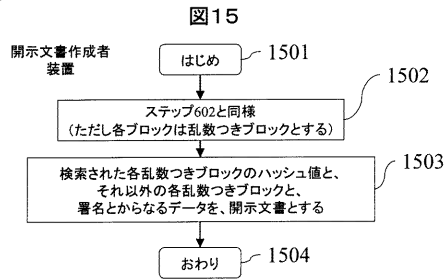 図15
開示文書作成者
装置
はじめ
1501
1502
ステップ602と同様
(ただし各ブロックは乱数つきブロックとする)
1503
検索された各乱数つきブロックのハッシュ値と、
それ以外の各乱数つきブロックと、
署名とからなるデータを、開示文書とする
おわり
1504